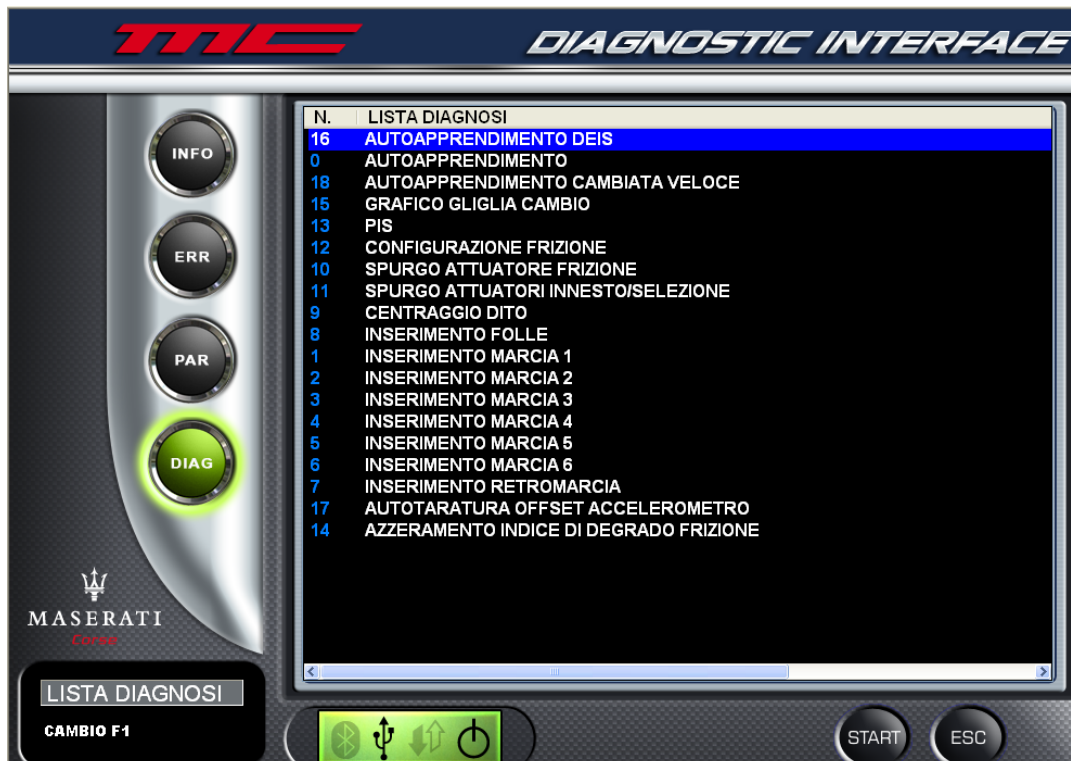 MC DIAGNOSTIC INTERFACE
N. LISTA DIAGNOSI
16 AUTOAPPRENDIMENTO DEIS
0 AUTOAPPRENDIMENTO
18 AUTOAPPRENDIMENTO CAMBIATA VELOCE
15 GRAFICO GLIGLIA CAMBIO
13 PIS
12 CONFIGURAZIONE FRIZIONE
10 SPURGO ATTUATORE FRIZIONE
11 SPURGO ATTUATORI INNESTO/SELEZIONE
9 CENTRAGGIO DITO
8 INSERIMENTO FOLLE
1 INSERIMENTO MARCIA 1
2 INSERIMENTO MARCIA 2
3 INSERIMENTO MARCIA 3
4 INSERIMENTO MARCIA 4
5 INSERIMENTO MARCIA 5
6 INSERIMENTO MARCIA 6
7 INSERIMENTO RETROMARCIA
17 AUTOTARATURA OFFSET ACCELEROMETRO
14 AZZERAMENTO INDICE DI DEGRADO FRIZIONE
INFO
ERR
PAR
DIAG
MASERATI
Corse
LISTA DIAGNOSI
CAMBIO F1
START
ESC